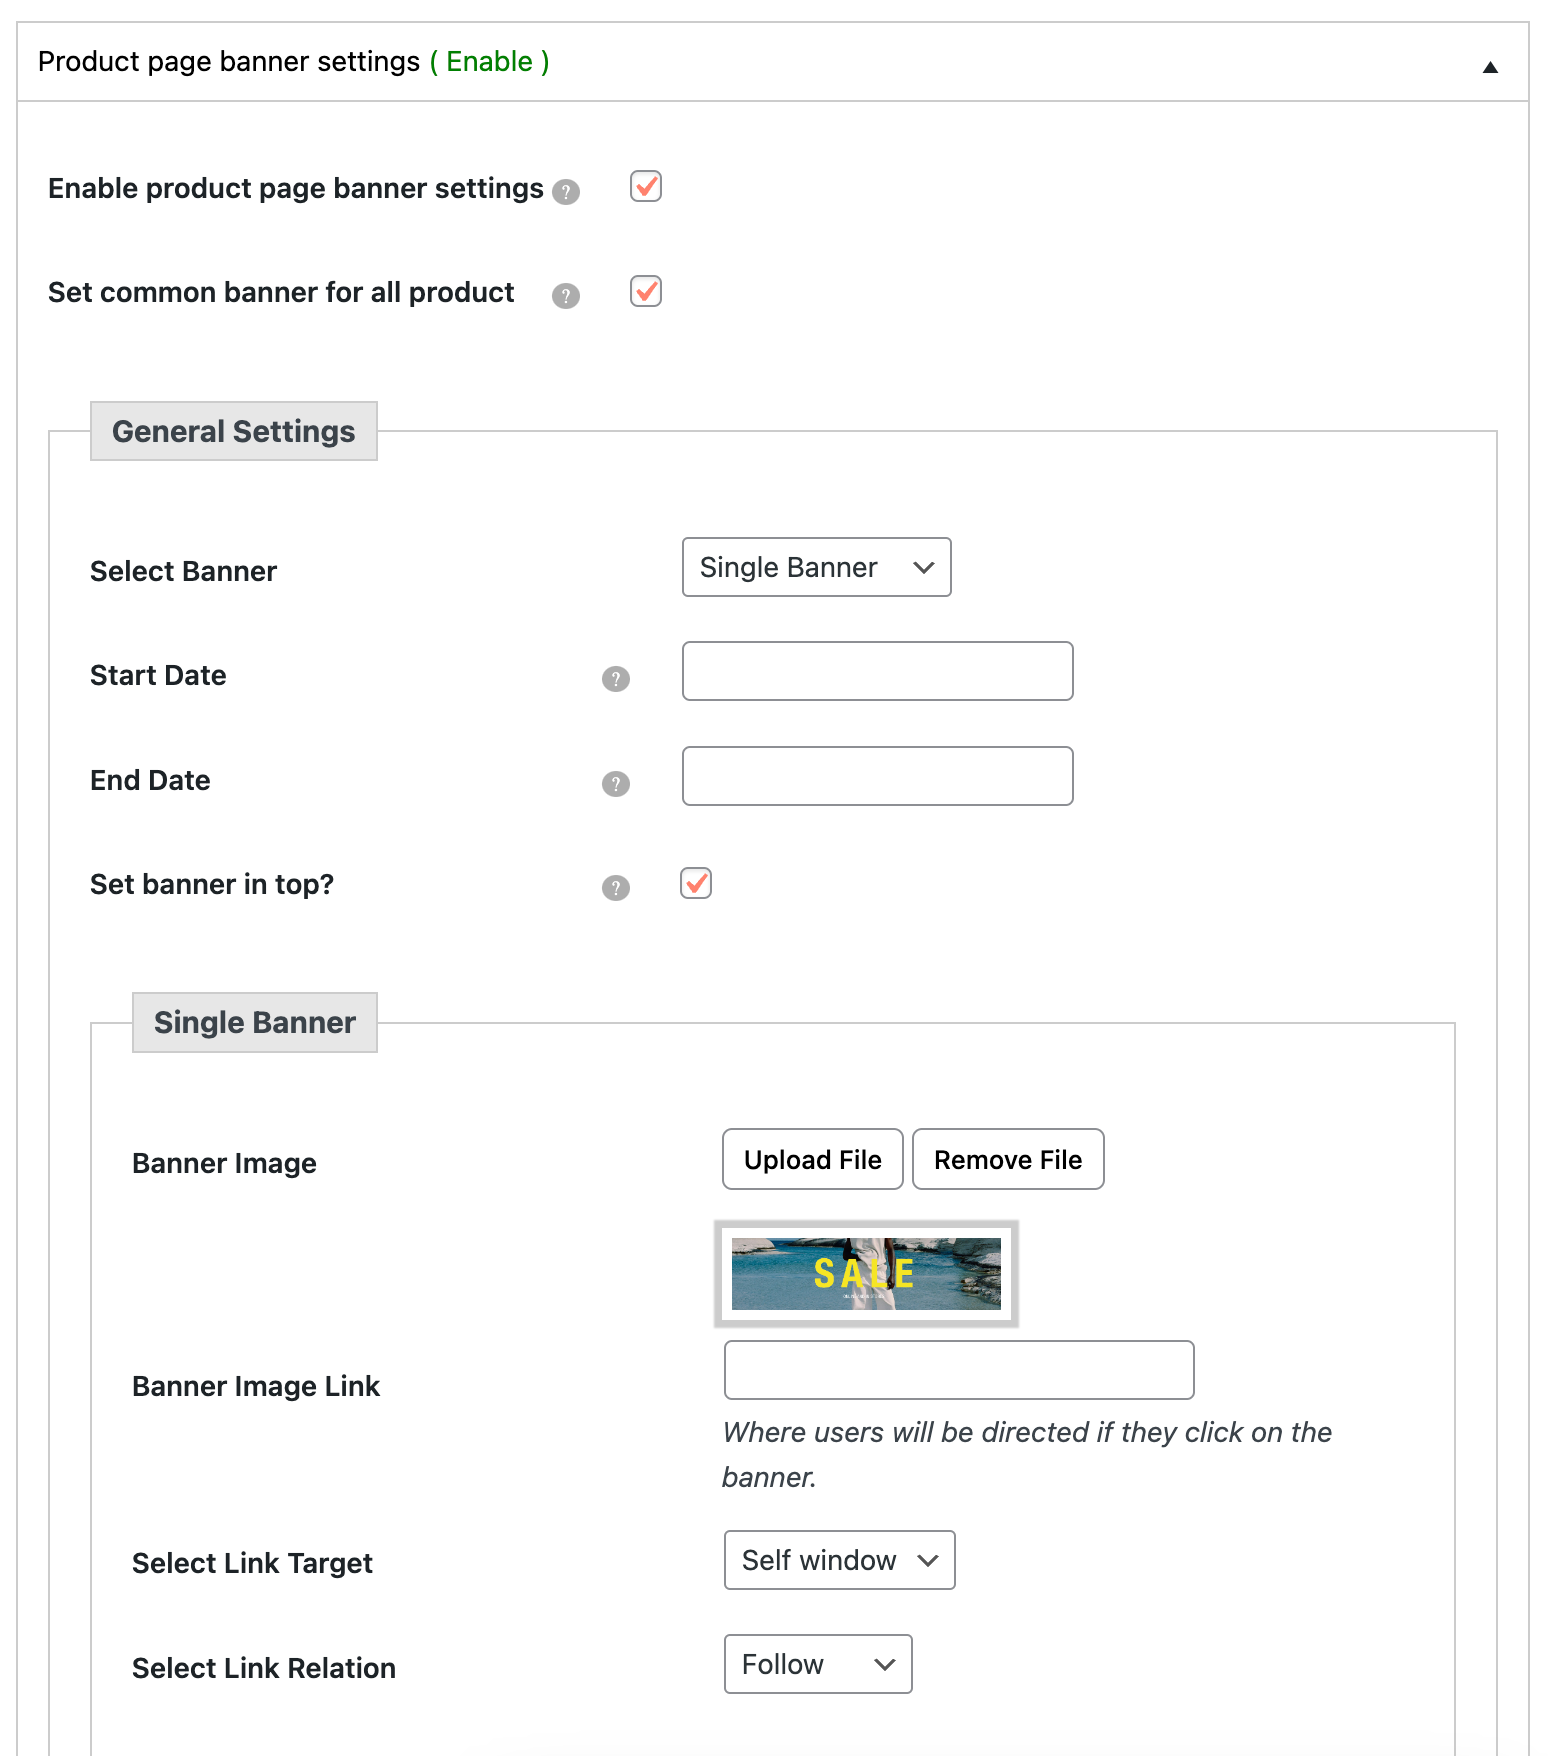 Product page banner settings ( Enable )
Enable product page banner settings ?
Set common banner for all product ?
General Settings
Select Banner Single Banner
Start Date ?
End Date ?
Set banner in top? ?
Single Banner
Banner Image Upload File Remove File
SALE
Banner Image Link
Where users will be directed if they click on the
banner.
Select Link Target Self window
Select Link Relation Follow